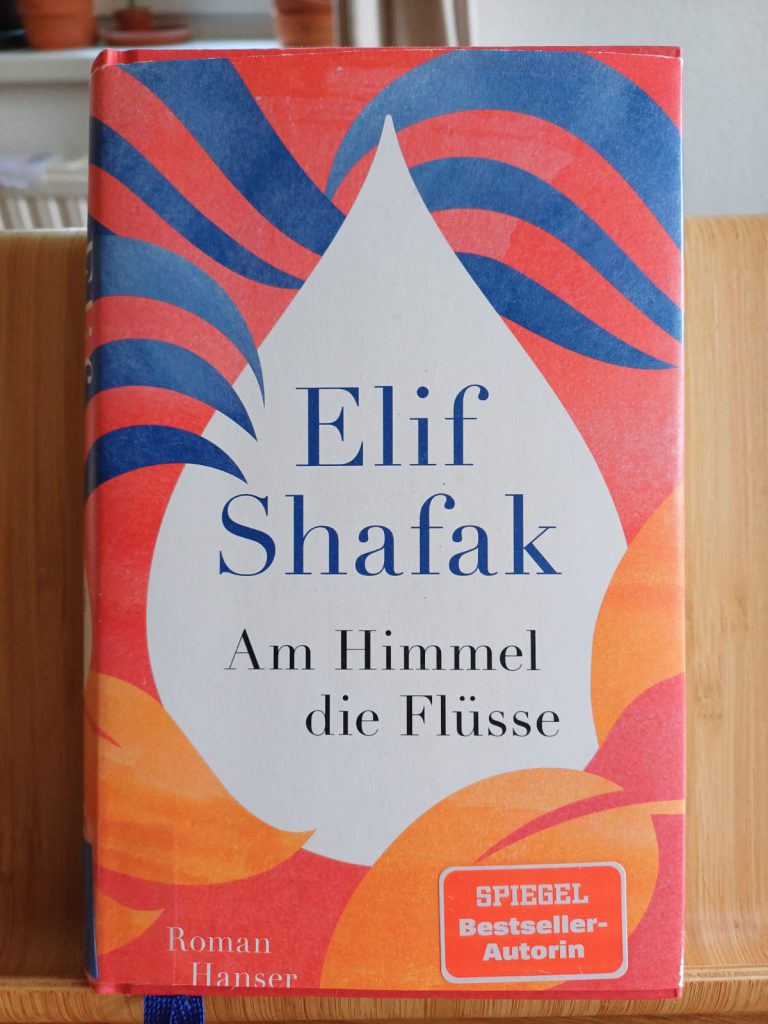 Elif
Shafak
Am Himmel
die Flüsse
Roman
Hanser
SPIEGEL
Bestseller-
Autorin